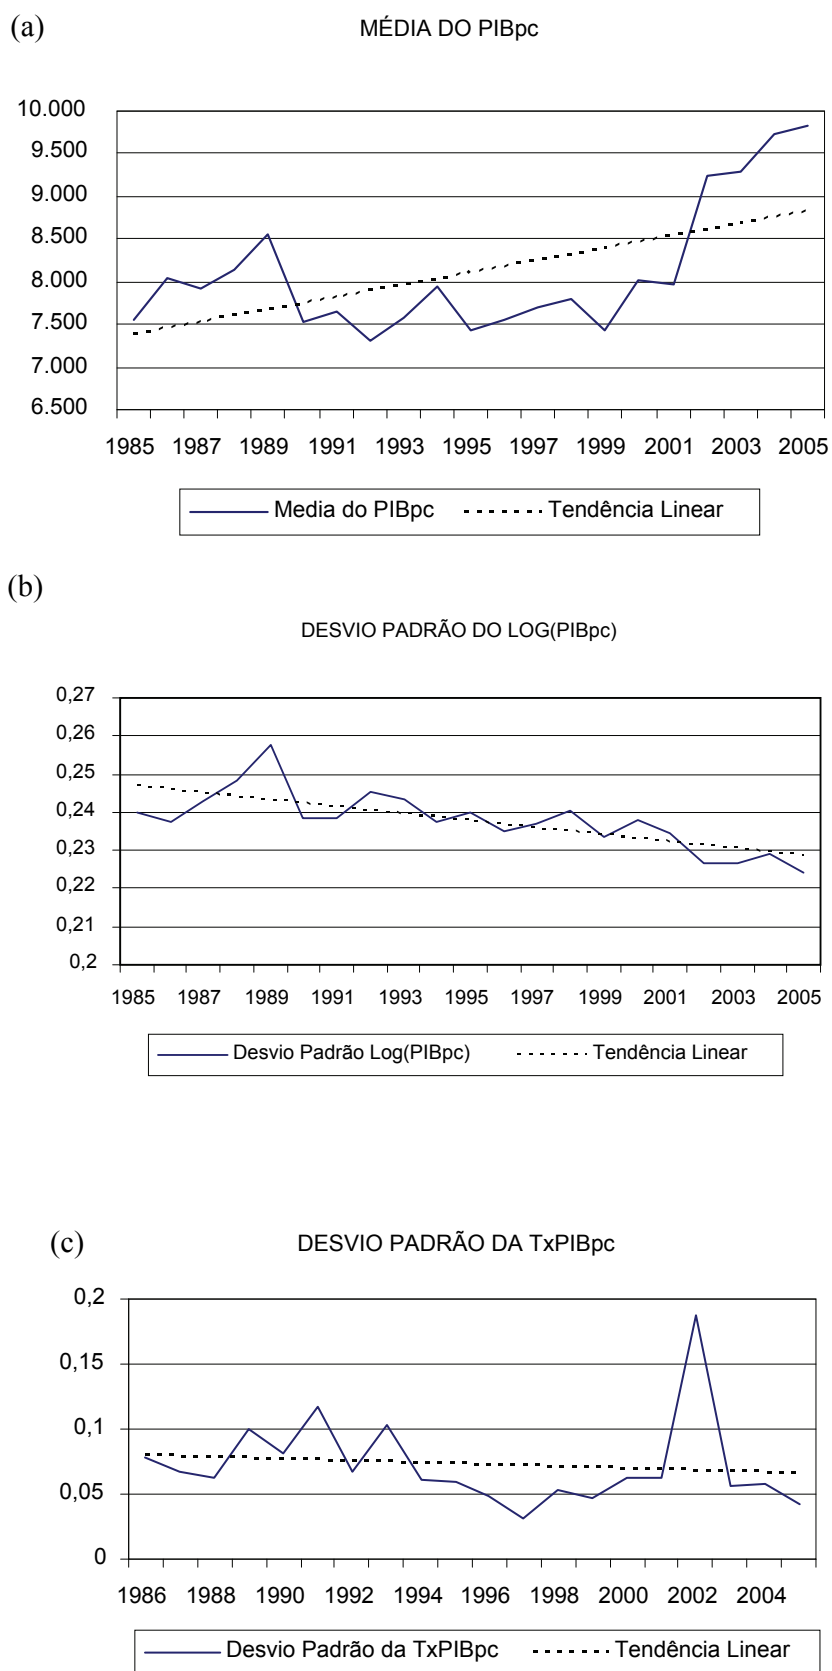 (a)
MÉDIA DO PIBpc
10.000
9.500
9.000
8.500
8.000
7.500
7.000
6.500
1985 1987 1989 1991 1993 1995 1997 1999 2001 2003 2005
Media do PIBpc Tendência Linear
(b)
DESVIO PADRÃO DO LOG(PIBpc)
0,27
0,26
0,25
0,24
0,23
0,22
0,21
0,2
1985 1987 1989 1991 1993 1995 1997 1999 2001 2003 2005
Desvio Padrão Log(PIBpc) Tendência Linear
(c)
DESVIO PADRÃO DA TxPIBpc
0,2
0,15
0,1
0,05
0
1986 1988 1990 1992 1994 1996 1998 2000 2002 2004
Desvio Padrão da TxPIBpc Tendência Linear